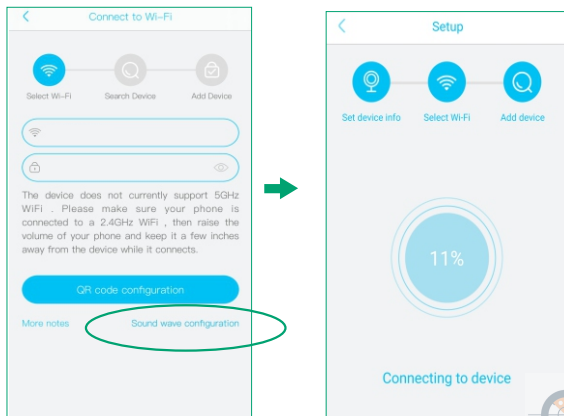 Connect to Wi-Fi
Select Wi-Fi
Search Device
Add Device
The device does not currently support 5GHz
WiFi . Please make sure your phone is
connected to a 2.4GHz WiFi , then raise the
volume of your phone and keep it a few inches
away from the device while it connects.
QR code configuration
More notes
Sound wave configuration
Setup
Set device info
Select Wi-Fi
Add device
11%
Connecting to device